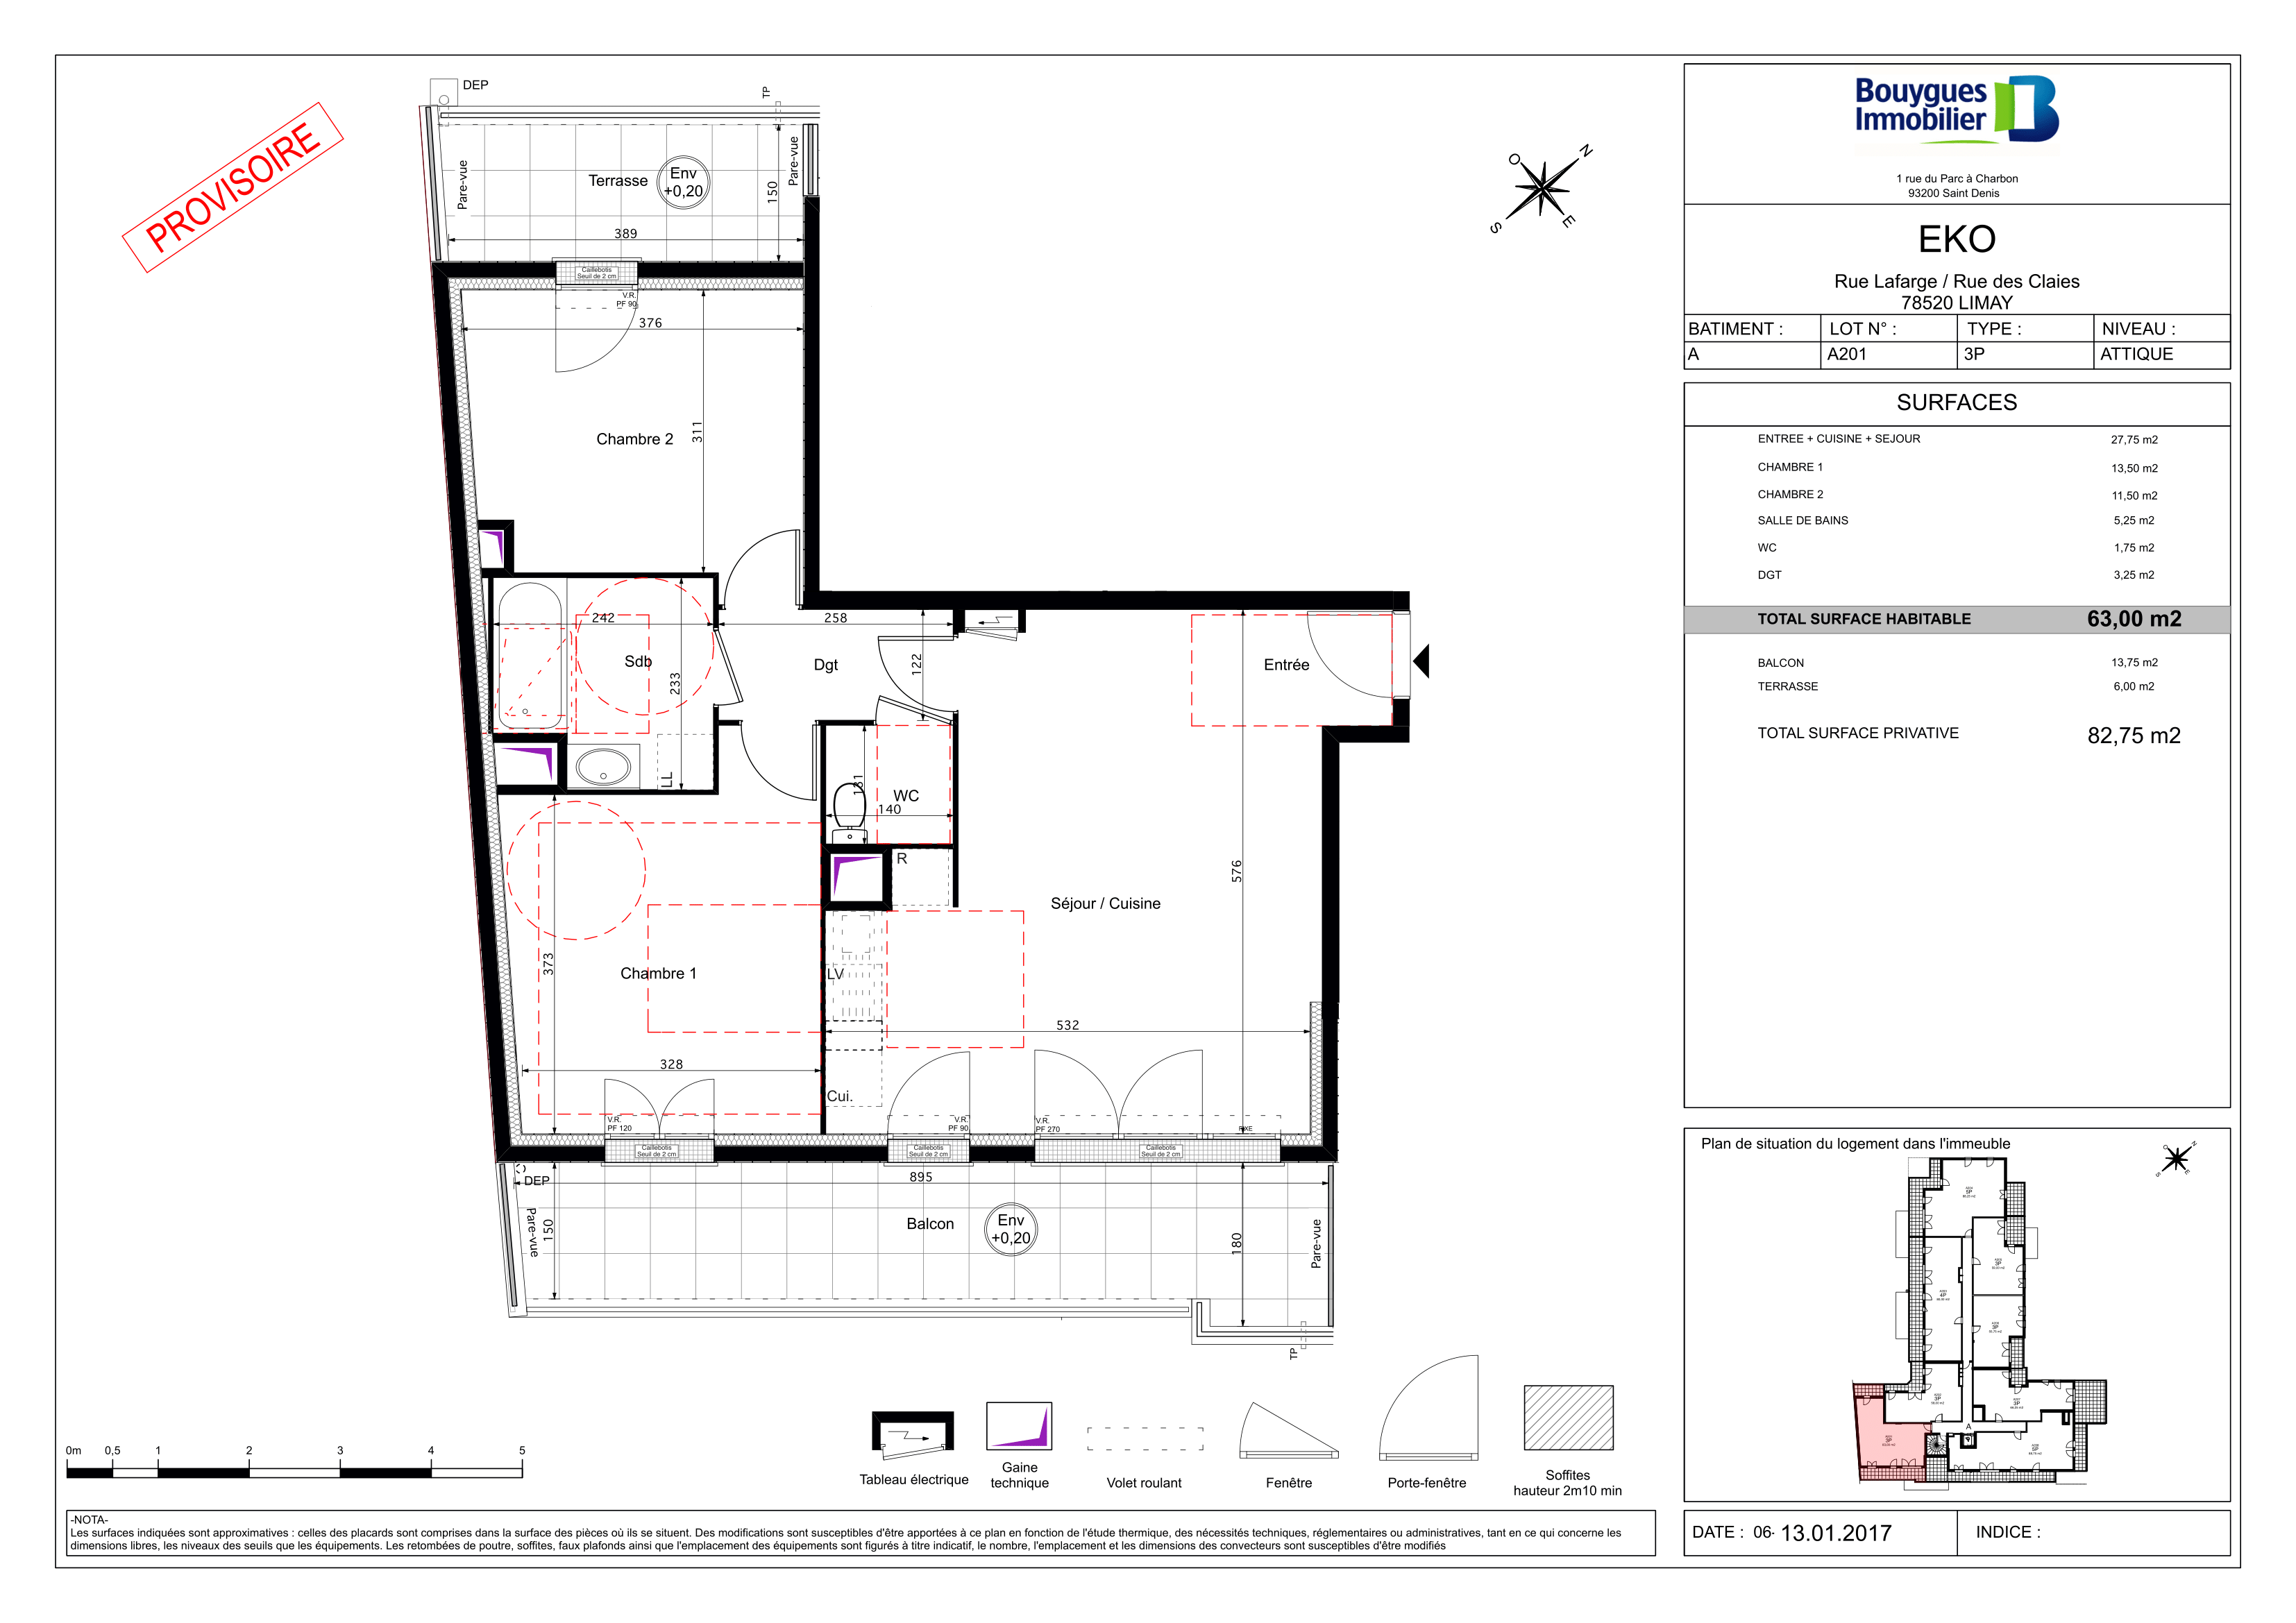 PROVISOIRE
DEP
TP
Pare-vue
Terrasse
Env
+0,20
150
Pare-vue
389
Caillebotis
Seuil de 2 cm
V.R.
PF 90
376
Chambre 2
311
242
258
Sdb
233
Dgt
122
Entrée
LL
131
WC
140
R
576
Séjour / Cuisine
373
Chambre 1
LV
532
328
Cui.
V.R.
PF 120
V.R.
PF 90
V.R.
PF 270
FIXE
Caillebotis
Seuil de 2 cm
Caillebotis
Seuil de 2 cm
Caillebotis
Seuil de 2 cm
DEP
895
Pare-vue
150
Balcon
Env
+0,20
180
Pare-vue
TP
N
O
S
E
0m 0,5 1 2 3 4 5
Tableau électrique
Gaine
technique
Volet roulant
Fenêtre
Porte-fenêtre
Soffites
hauteur 2m10 min
-NOTA-
Les surfaces indiquées sont approximatives : celles des placards sont comprises dans la surface des pièces où ils se situent. Des modifications sont susceptibles d'être apportées à ce plan en fonction de l'étude thermique, des nécessités techniques, réglementaires ou administratives, tant en ce qui concerne les
dimensions libres, les niveaux des seuils que les équipements. Les retombées de poutre, soffites, faux plafonds ainsi que l'emplacement des équipements sont figurés à titre indicatif, le nombre, l'emplacement et les dimensions des convecteurs sont susceptibles d'être modifiés
Bouygues
Immobilier
1 rue du Parc à Charbon
93200 Saint Denis
EKO
Rue Lafarge / Rue des Claies
78520 LIMAY
BATIMENT : LOT N° : TYPE : NIVEAU :
A A201 3P ATTIQUE
SURFACES
ENTREE + CUISINE + SEJOUR 27,75 m2
CHAMBRE 1 13,50 m2
CHAMBRE 2 11,50 m2
SALLE DE BAINS 5,25 m2
WC 1,75 m2
DGT 3,25 m2
TOTAL SURFACE HABITABLE 63,00 m2
BALCON 13,75 m2
TERRASSE 6,00 m2
TOTAL SURFACE PRIVATIVE 82,75 m2
Plan de situation du logement dans l'immeuble
N
O
S
E
5P
3P
4P
3P
3P
3P
A
3P
5P
DATE : 06- 13.01.2017 INDICE :